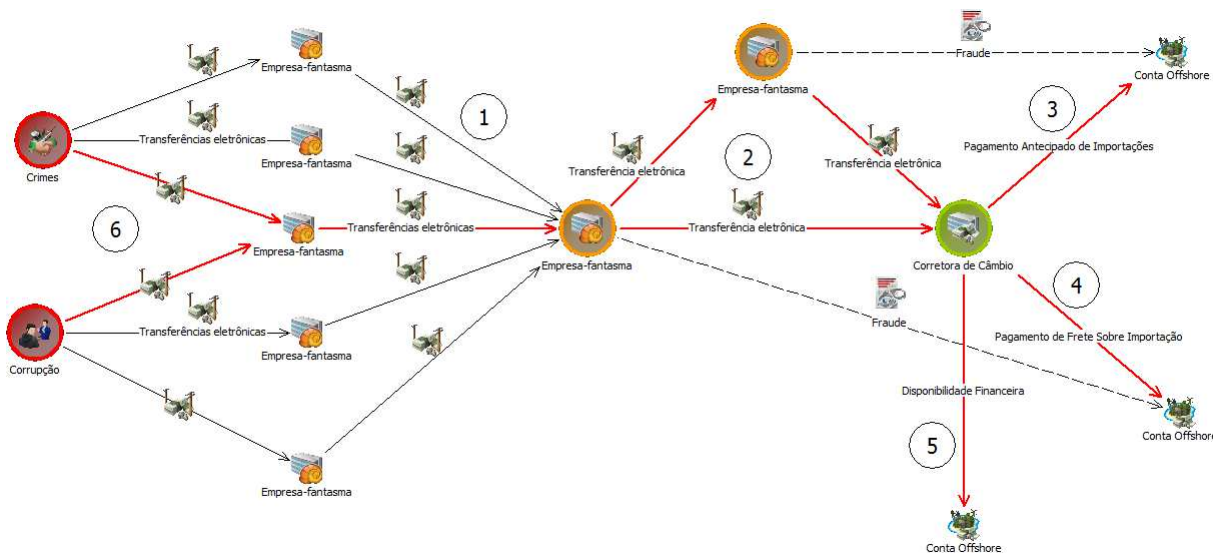 Empresa-fantasma
Fraude
Conta Offshore
Empresa-fantasma
1
3
Crimes
Transferências eletrônicas
Empresa-fantasma
Transferência eletrônica
2
Transferência eletrônica
Pagamento Antecipado de Importações
6
Empresa-fantasma
Transferências eletrônicas
Empresa-fantasma
Transferência eletrônica
Corretora de Câmbio
4
Corrupção
Transferências eletrônicas
Empresa-fantasma
Fraude
Pagamento de Frete Sobre Importação
Disponibilidade Financeira
Conta Offshore
5
Empresa-fantasma
Conta Offshore